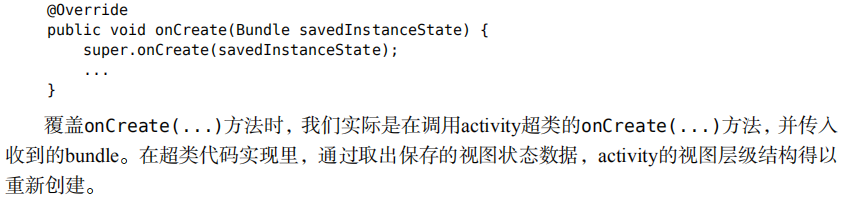 @Override
public void onCreate(Bundle savedInstanceState) {
    super.onCreate(savedInstanceState);
    ...
}
覆盖onCreate(...)方法时，我们实际是在调用activity超类的onCreate(...)方法，并传入
收到的bundle。在超类代码实现里，通过取出保存的视图状态数据，activity的视图层级结构得以
重新创建。